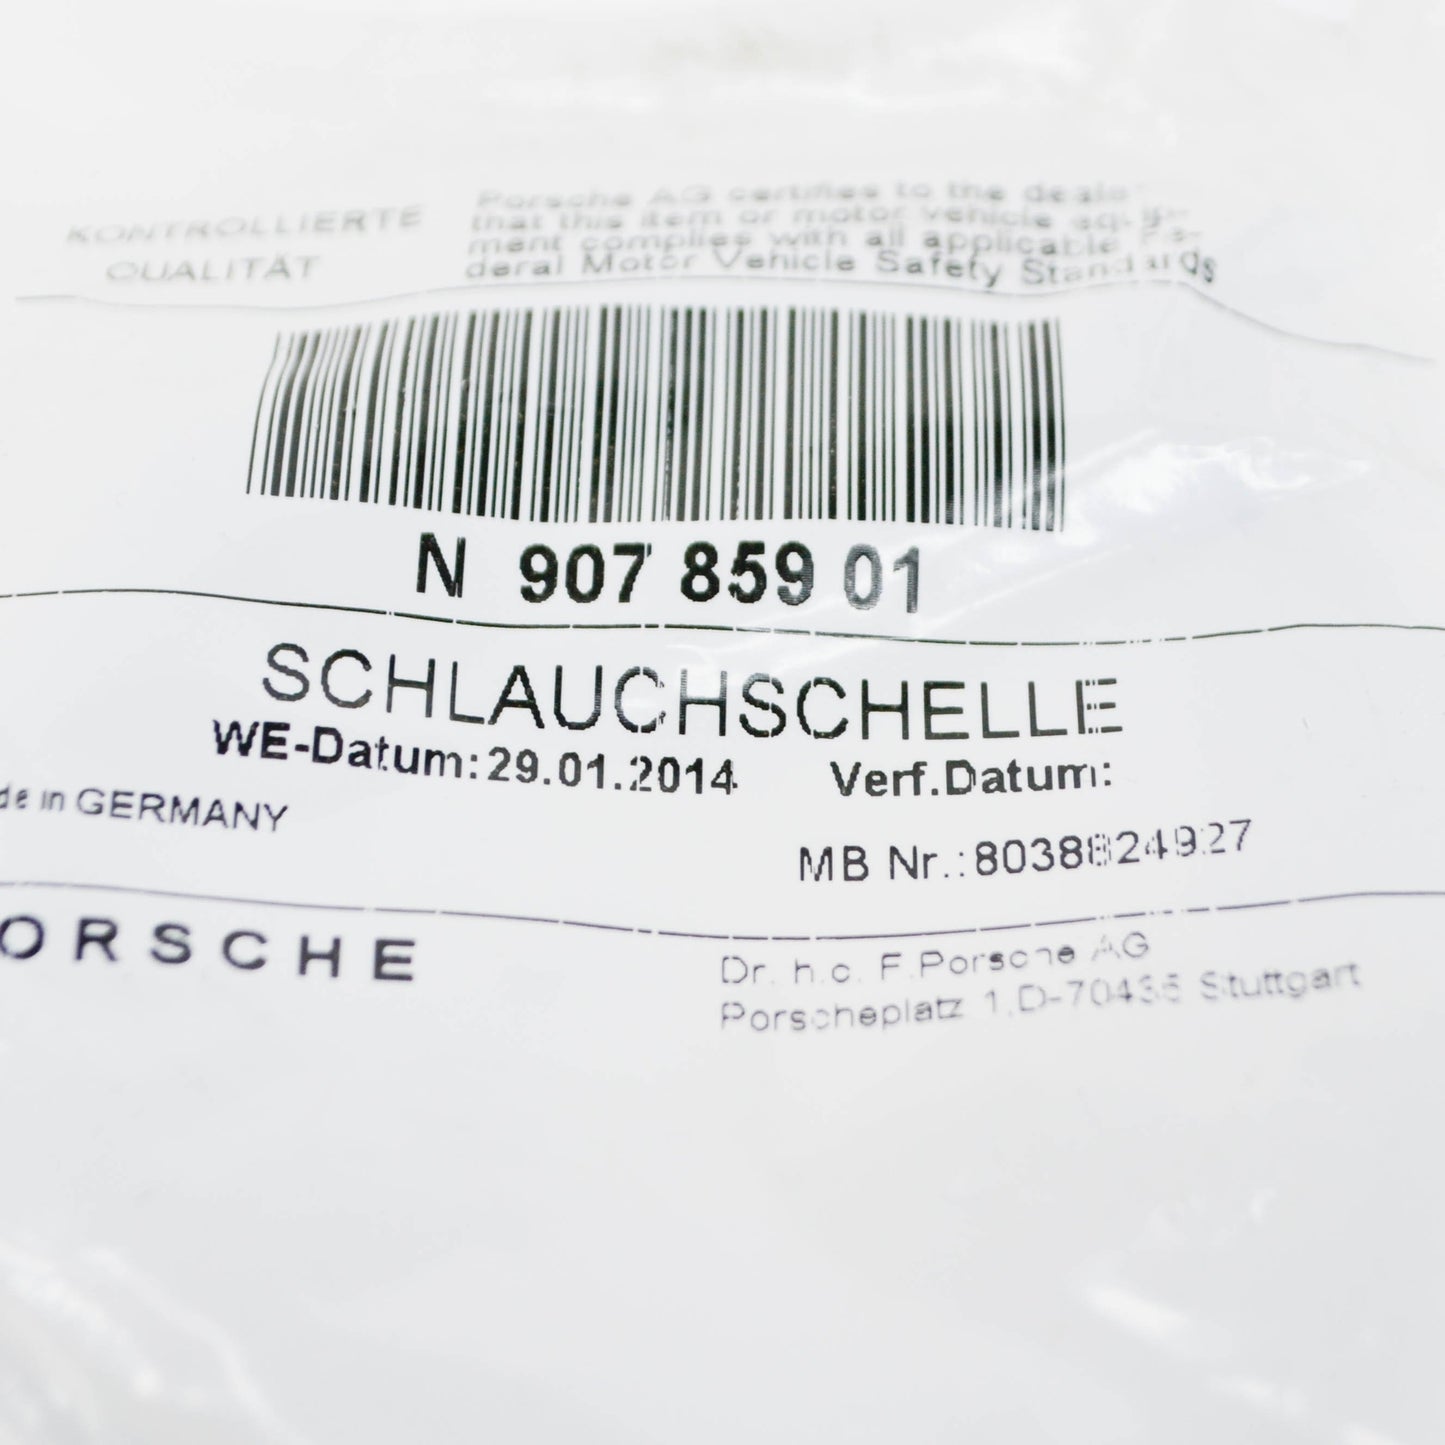 KONTROLLIERTE
QUALITÄT
Porsche AG certifies to the deale
that this item or motor vehicle equip-
ment complies with all applicable Fe-
deral Motor Vehicle Safety Standards
N 907 859 01
SCHLAUCHSCHELLE
WE-Datum:29.01.2014 Verf.Datum:
de in GERMANY
MB Nr.:8038824927
ORSCHE
Dr. h.c. F.Porsche AG
Porscheplatz 1,D-70435 Stuttgart